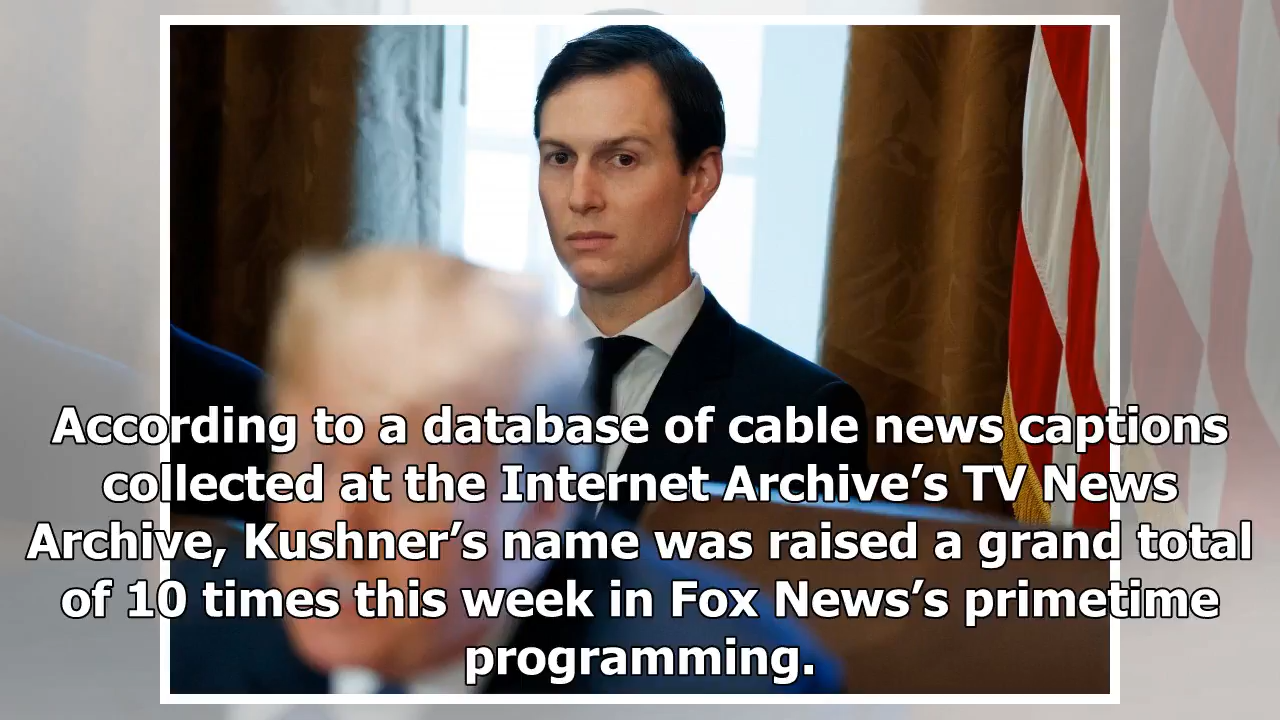 According to a database of cable news captions
collected at the Internet Archive’s TV News
Archive, Kushner’s name was raised a grand total
of 10 times this week in Fox News’s primetime
programming.